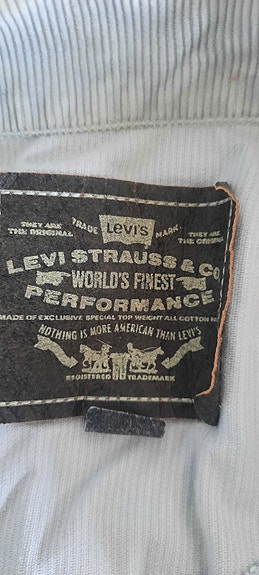 THEY ARE THE ORIGINAL TRADE Levi's MARK THEY ARE THE ORIGINAL
LEVI STRAUSS & CO
WORLD'S FINEST
PERFORMANCE
MADE OF EXCLUSIVE SPECIAL TOP WEIGHT ALL COTTON
NOTHING IS MORE AMERICAN THAN LEVI'S
REGISTERED TRADEMARK